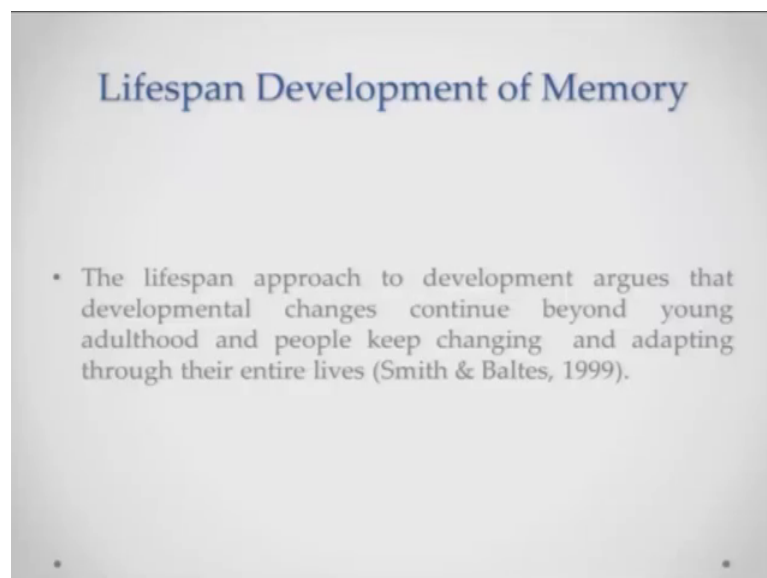 Lifespan Development of Memory
• The lifespan approach to development argues that
developmental changes continue beyond young
adulthood and people keep changing and adapting
through their entire lives (Smith & Baltes, 1999).